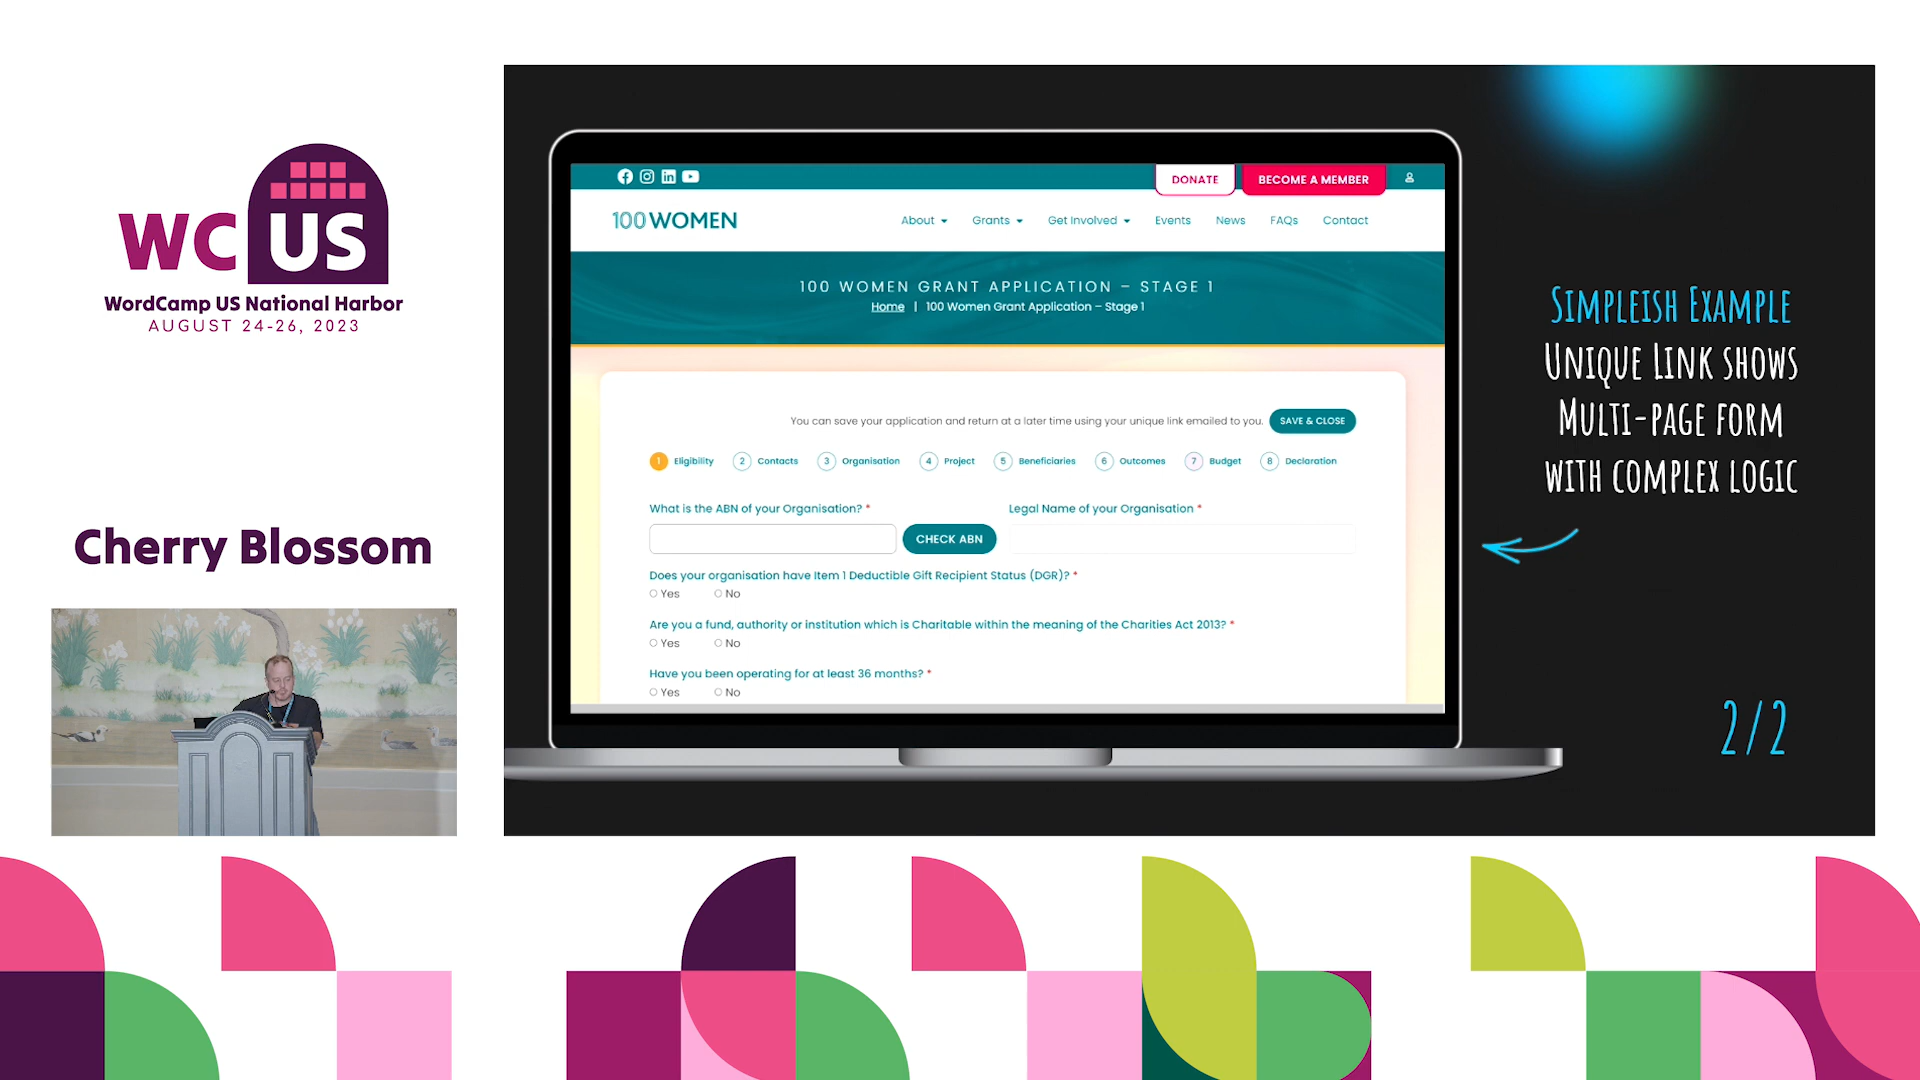 WC US
WordCamp US National Harbor
AUGUST 24-26, 2023
Cherry Blossom
DONATE
BECOME A MEMBER
100 WOMEN
About
Grants
Get Involved
Events
News
FAQs
Contact
100 WOMEN GRANT APPLICATION – STAGE 1
Home | 100 Women Grant Application – Stage 1
You can save your application and return at a later time using your unique link emailed to you.
SAVE & CLOSE
1 Eligibility
2 Contacts
3 Organisation
4 Project
5 Beneficiaries
6 Outcomes
7 Budget
8 Declaration
What is the ABN of your Organisation? *
CHECK ABN
Legal Name of your Organisation *
Does your organisation have Item 1 Deductible Gift Recipient Status (DGR)? *
Yes No
Are you a fund, authority or institution which is Charitable within the meaning of the Charities Act 2013? *
Yes No
Have you been operating for at least 36 months? *
Yes No
SIMPLEISH EXAMPLE
UNIQUE LINK SHOWS
MULTI-PAGE FORM
WITH COMPLEX LOGIC
2/2